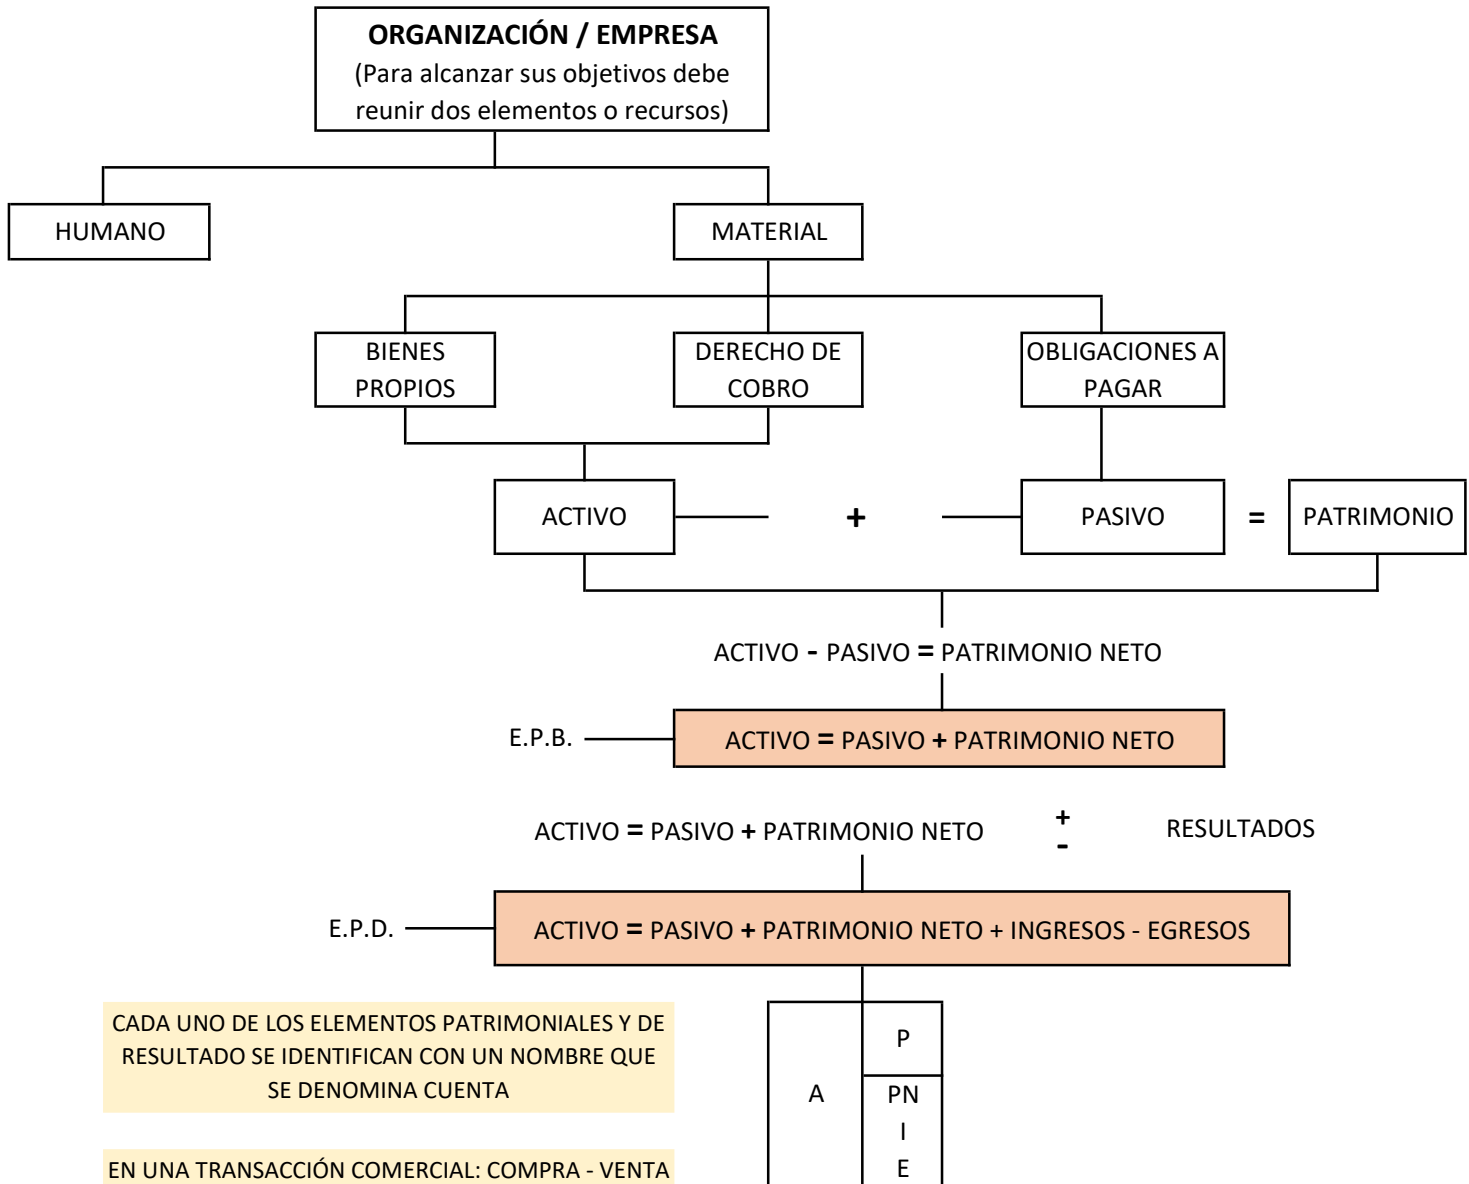 ORGANIZACIÓN / EMPRESA
(Para alcanzar sus objetivos debe
reunir dos elementos o recursos)
HUMANO
MATERIAL
BIENES
PROPIOS
DERECHO DE
COBRO
OBLIGACIONES A
PAGAR
ACTIVO + PASIVO = PATRIMONIO
ACTIVO - PASIVO = PATRIMONIO NETO
E.P.B.
ACTIVO = PASIVO + PATRIMONIO NETO
ACTIVO = PASIVO + PATRIMONIO NETO + - RESULTADOS
E.P.D.
ACTIVO = PASIVO + PATRIMONIO NETO + INGRESOS - EGRESOS
CADA UNO DE LOS ELEMENTOS PATRIMONIALES Y DE
RESULTADO SE IDENTIFICAN CON UN NOMBRE QUE
SE DENOMINA CUENTA
EN UNA TRANSACCIÓN COMERCIAL: COMPRA - VENTA
A
P
PN
I
E